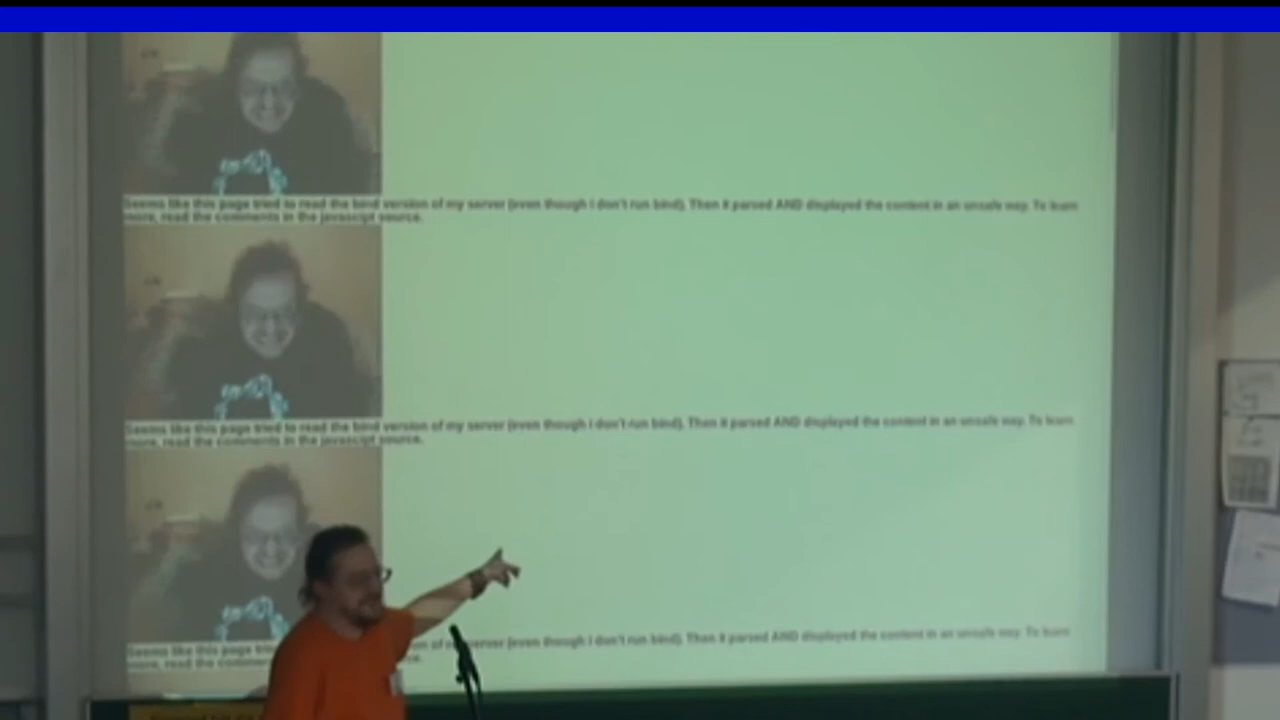 Seems like this page tried to read the bind version of my server (even though I don't run bind). Then it parsed AND displayed the content in an unsafe way. To learn
more, read the comments in the javascript source.
Seems like this page tried to read the bind version of my server (even though I don't run bind). Then it parsed AND displayed the content in an unsafe way. To learn
more, read the comments in the javascript source.
Seems like this page server (even though I don't run bind). Then it parsed AND displayed the content in an unsafe way. To learn
more, read the